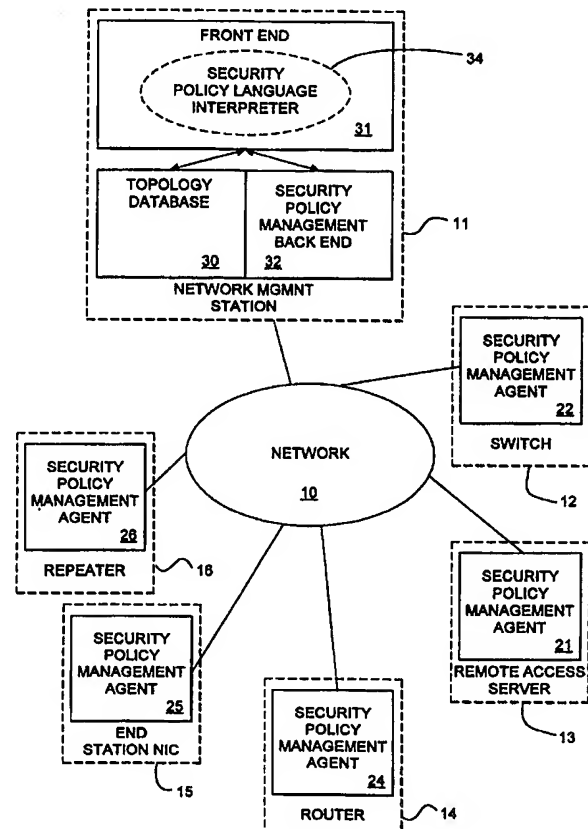 FRONT END
34
SECURITY
POLICY LANGUAGE
INTERPRETER
31
TOPOLOGY
DATABASE
30
SECURITY
POLICY
MANAGEMENT
BACK END
32
11
NETWORK MGMNT
STATION
SECURITY
POLICY
MANAGEMENT
AGENT
22
SWITCH
12
NETWORK
10
SECURITY
POLICY
MANAGEMENT
AGENT
26
REPEATER
16
SECURITY
POLICY
MANAGEMENT
AGENT
21
REMOTE ACCESS
SERVER
13
SECURITY
POLICY
MANAGEMENT
AGENT
25
END
STATION NIC
15
SECURITY
POLICY
MANAGEMENT
AGENT
24
ROUTER
14